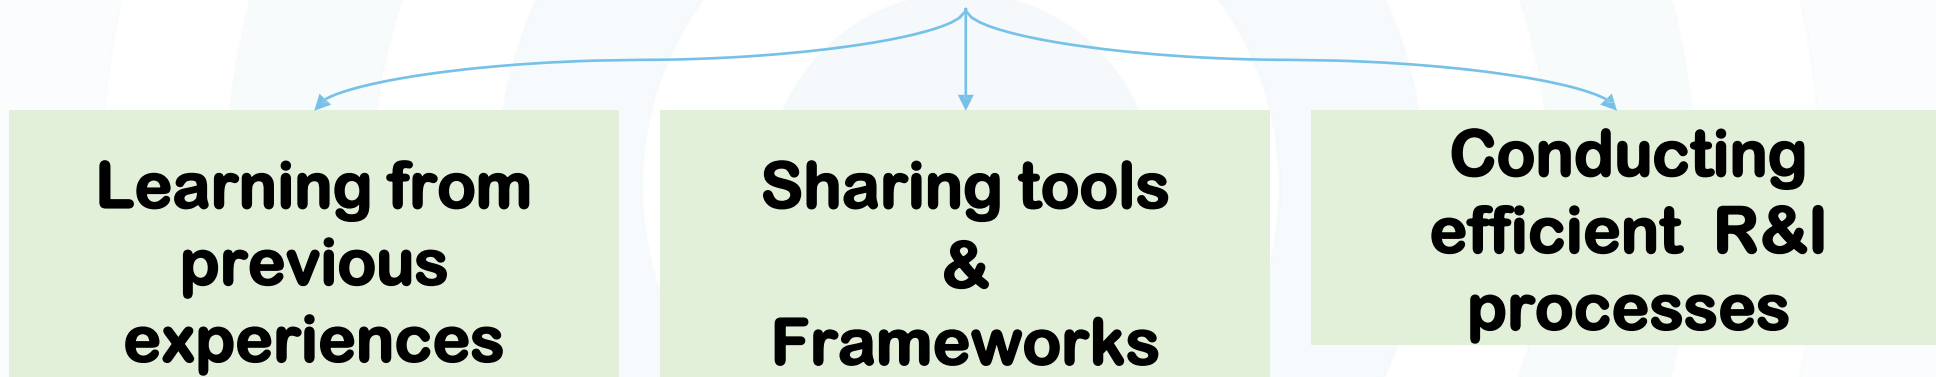 Learning from
previous
experiences
Sharing tools
&
Frameworks
Conducting
efficient  R&I
processes